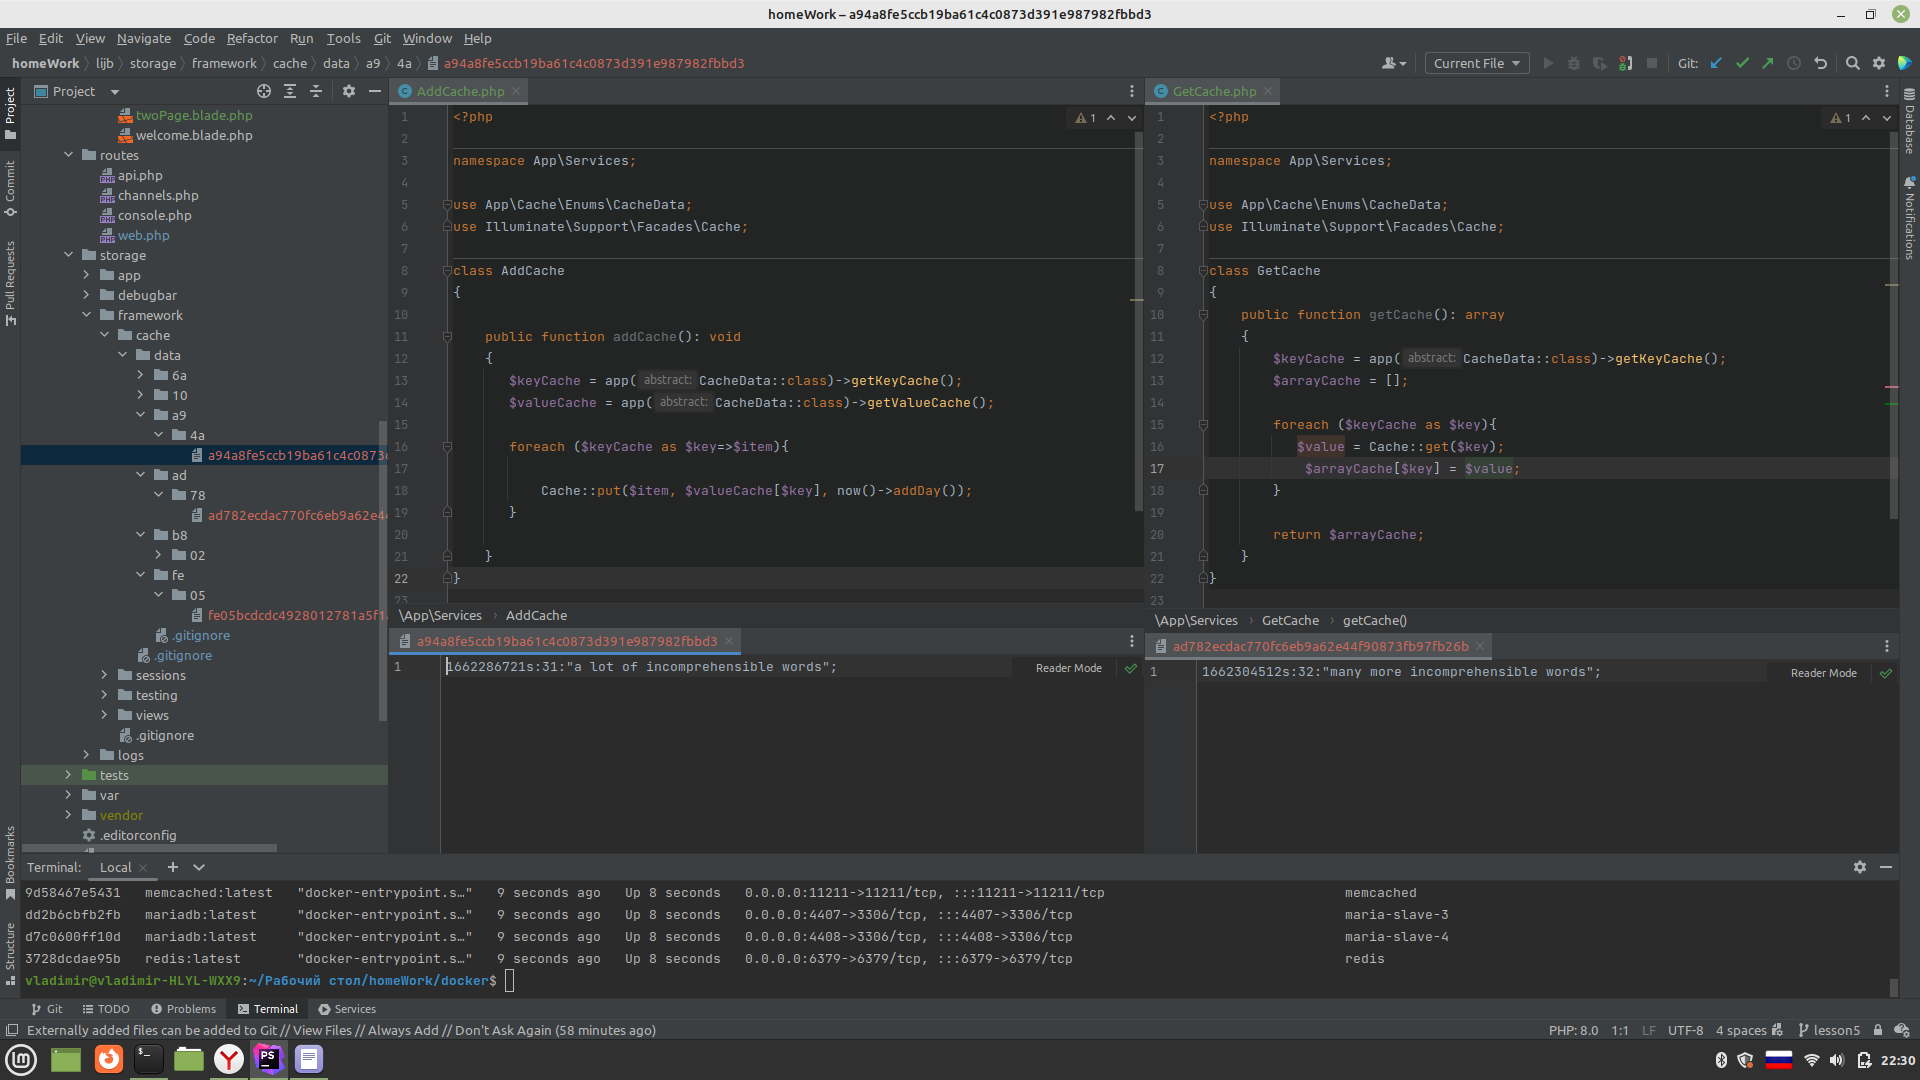 homeWork – a94a8fe5ccb19ba61c4c0873d391e987982fbbd3
File Edit View Navigate Code Refactor Run Tools Git Window Help
homeWork lijb storage framework cache data a9 4a a94a8fe5ccb19ba61c4c0873d391e987982fbbd3
Current File
Git:
Project
Commit
Pull Requests
Bookmarks
Structure
Project
twoPage.blade.php
welcome.blade.php
routes
api.php
channels.php
console.php
web.php
storage
app
debugbar
framework
cache
data
6a
10
a9
4a
a94a8fe5ccb19ba61c4c0873
ad
78
ad782ecdac770fc6eb9a62e4
b8
02
fe
05
fe05bcdcdc4928012781a5f1
.gitignore
.gitignore
sessions
testing
views
.gitignore
logs
tests
var
vendor
.editorconfig
AddCache.php
1 <?php
2
3 namespace App\Services;
4
5 use App\Cache\Enums\CacheData;
6 use Illuminate\Support\Facades\Cache;
7
8 class AddCache
9 {
10
11 public function addCache(): void
12 {
13 $keyCache = app( abstract: CacheData::class)->getKeyCache();
14 $valueCache = app( abstract: CacheData::class)->getValueCache();
15
16 foreach ($keyCache as $key=>$item){
17
18 Cache::put($item, $valueCache[$key], now()->addDay());
19 }
20
21 }
22 }
23
1
\App\Services AddCache
GetCache.php
1 <?php
2
3 namespace App\Services;
4
5 use App\Cache\Enums\CacheData;
6 use Illuminate\Support\Facades\Cache;
7
8 class GetCache
9 {
10 public function getCache(): array
11 {
12 $keyCache = app( abstract: CacheData::class)->getKeyCache();
13 $arrayCache = [];
14
15 foreach ($keyCache as $key){
16 $value = Cache::get($key);
17 $arrayCache[$key] = $value;
18 }
19
20 return $arrayCache;
21 }
22 }
23
1
\App\Services GetCache getCache()
a94a8fe5ccb19ba61c4c0873d391e987982fbbd3
1 1662286721s:31:"a lot of incomprehensible words";
Reader Mode
ad782ecdac770fc6eb9a62e44f90873fb97fb26b
1 1662304512s:32:"many more incomprehensible words";
Reader Mode
Database
Notifications
Terminal: Local
9d58467e5431 memcached:latest "docker-entrypoint.s…" 9 seconds ago Up 8 seconds 0.0.0.0:11211->11211/tcp, :::11211->11211/tcp memcached
dd2b6cbfb2fb mariadb:latest "docker-entrypoint.s…" 9 seconds ago Up 8 seconds 0.0.0.0:4407->3306/tcp, :::4407->3306/tcp maria-slave-3
d7c0600ff10d mariadb:latest "docker-entrypoint.s…" 9 seconds ago Up 8 seconds 0.0.0.0:4408->3306/tcp, :::4408->3306/tcp maria-slave-4
3728dcdae95b redis:latest "docker-entrypoint.s…" 9 seconds ago Up 8 seconds 0.0.0.0:6379->6379/tcp, :::6379->6379/tcp redis
vladimir@vladimir-HLYL-WXX9:~/Рабочий стол/homeWork/docker$
Git TODO Problems Terminal Services
Externally added files can be added to Git // View Files // Always Add // Don't Ask Again (58 minutes ago)
PHP: 8.0 1:1 LF UTF-8 4 spaces lesson5
PS
22:30